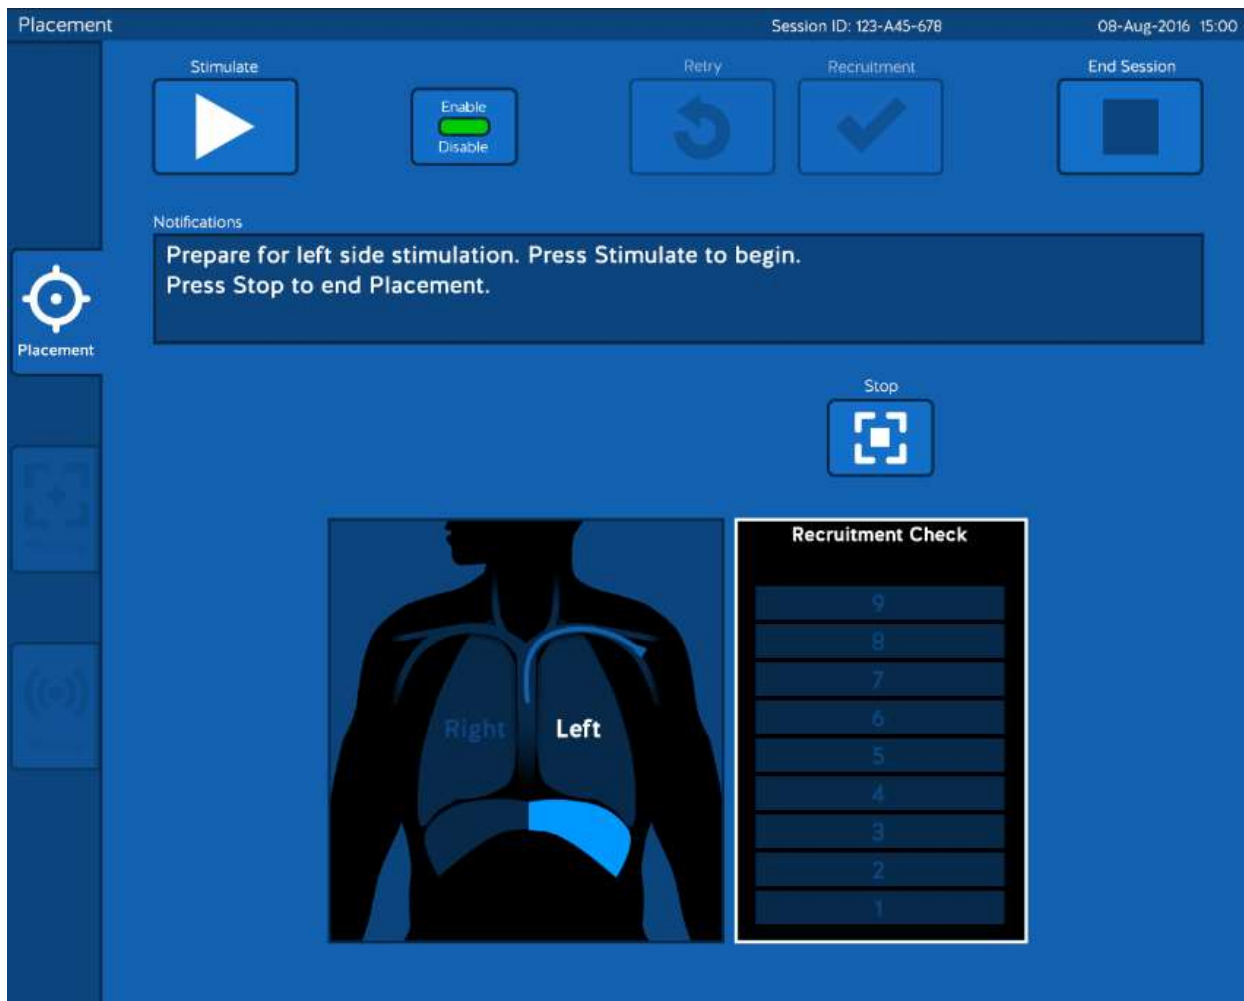 Placement
Session ID: 123-A45-678
08-Aug-2016 15:00
Stimulate
Enable
Disable
Retry
Recruitment
End Session
Notifications
Prepare for left side stimulation. Press Stimulate to begin.
Press Stop to end Placement.
Placement
Stop
Right
Left
Recruitment Check
9
8
7
6
5
4
3
2
1